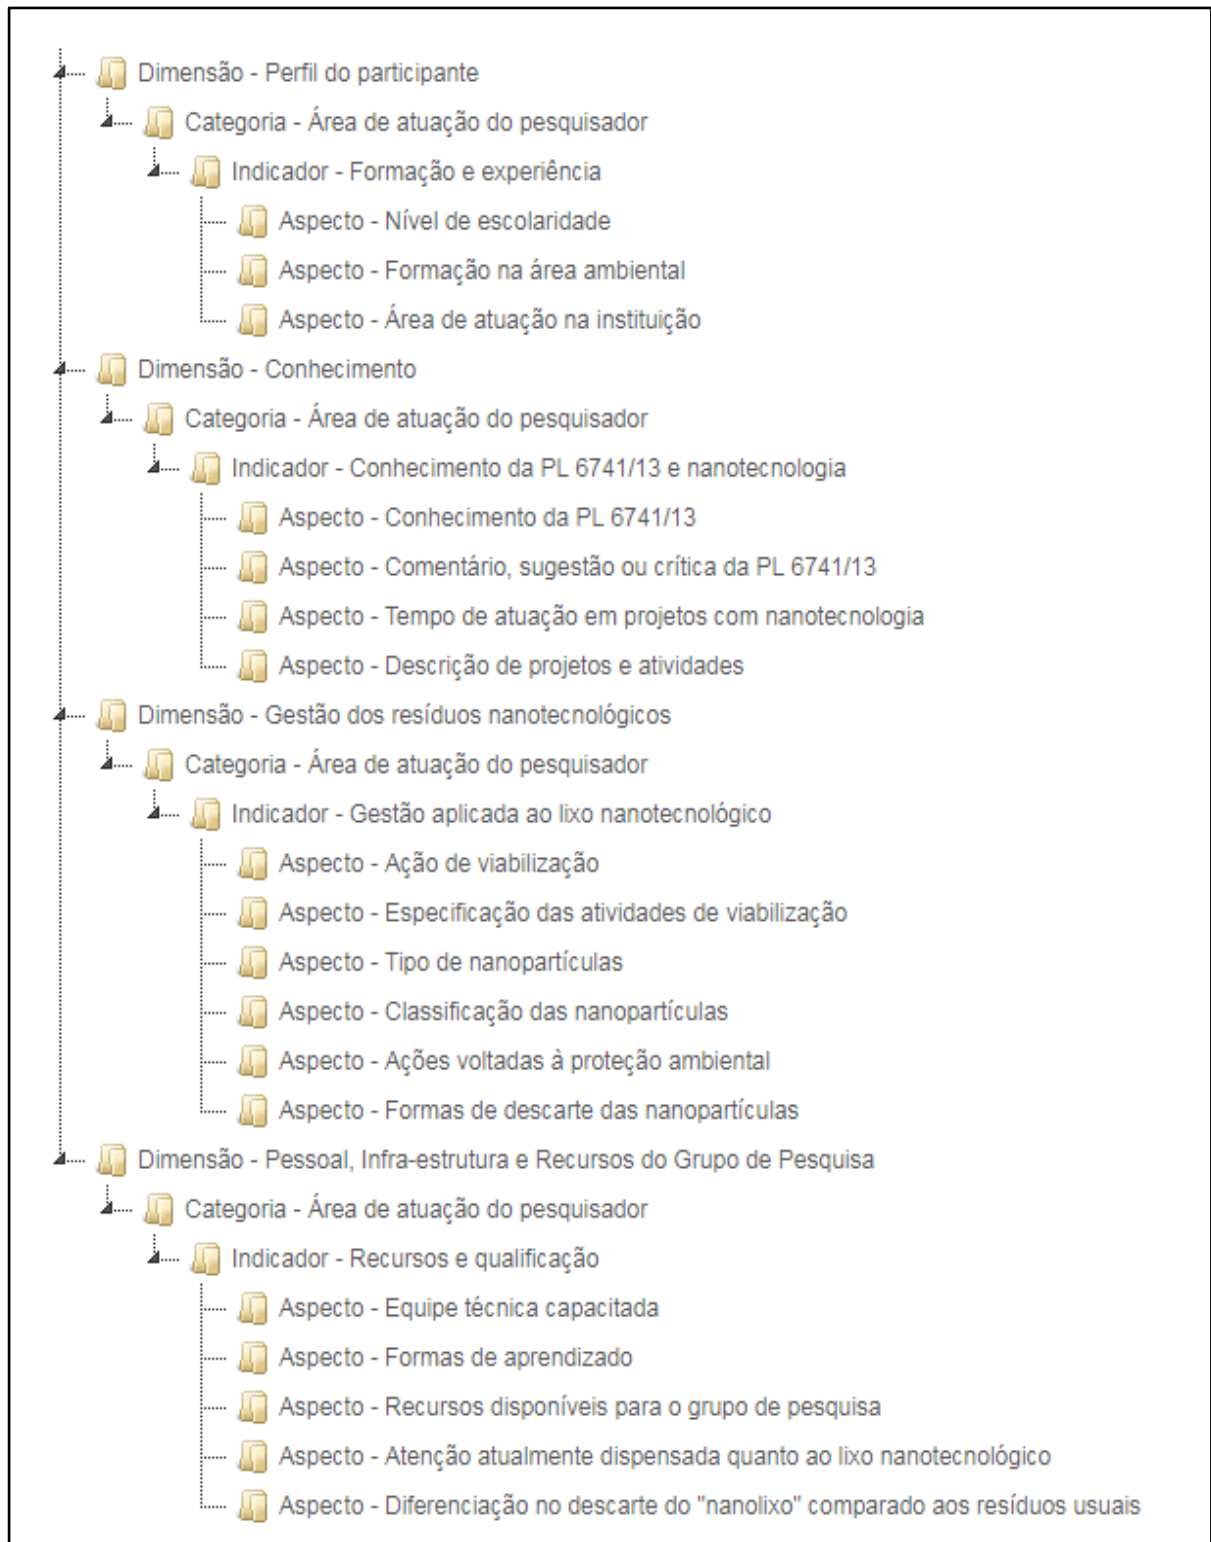 Dimensão - Perfil do participante
Categoria - Área de atuação do pesquisador
Indicador - Formação e experiência
Aspecto - Nível de escolaridade
Aspecto - Formação na área ambiental
Aspecto - Área de atuação na instituição
Dimensão - Conhecimento
Categoria - Área de atuação do pesquisador
Indicador - Conhecimento da PL 6741/13 e nanotecnologia
Aspecto - Conhecimento da PL 6741/13
Aspecto - Comentário, sugestão ou crítica da PL 6741/13
Aspecto - Tempo de atuação em projetos com nanotecnologia
Aspecto - Descrição de projetos e atividades
Dimensão - Gestão dos resíduos nanotecnológicos
Categoria - Área de atuação do pesquisador
Indicador - Gestão aplicada ao lixo nanotecnológico
Aspecto - Ação de viabilização
Aspecto - Especificação das atividades de viabilização
Aspecto - Tipo de nanopartículas
Aspecto - Classificação das nanopartículas
Aspecto - Ações voltadas à proteção ambiental
Aspecto - Formas de descarte das nanopartículas
Dimensão - Pessoal, Infra-estrutura e Recursos do Grupo de Pesquisa
Categoria - Área de atuação do pesquisador
Indicador - Recursos e qualificação
Aspecto - Equipe técnica capacitada
Aspecto - Formas de aprendizado
Aspecto - Recursos disponíveis para o grupo de pesquisa
Aspecto - Atenção atualmente dispensada quanto ao lixo nanotecnológico
Aspecto - Diferenciação no descarte do "nanolixo" comparado aos resíduos usuais